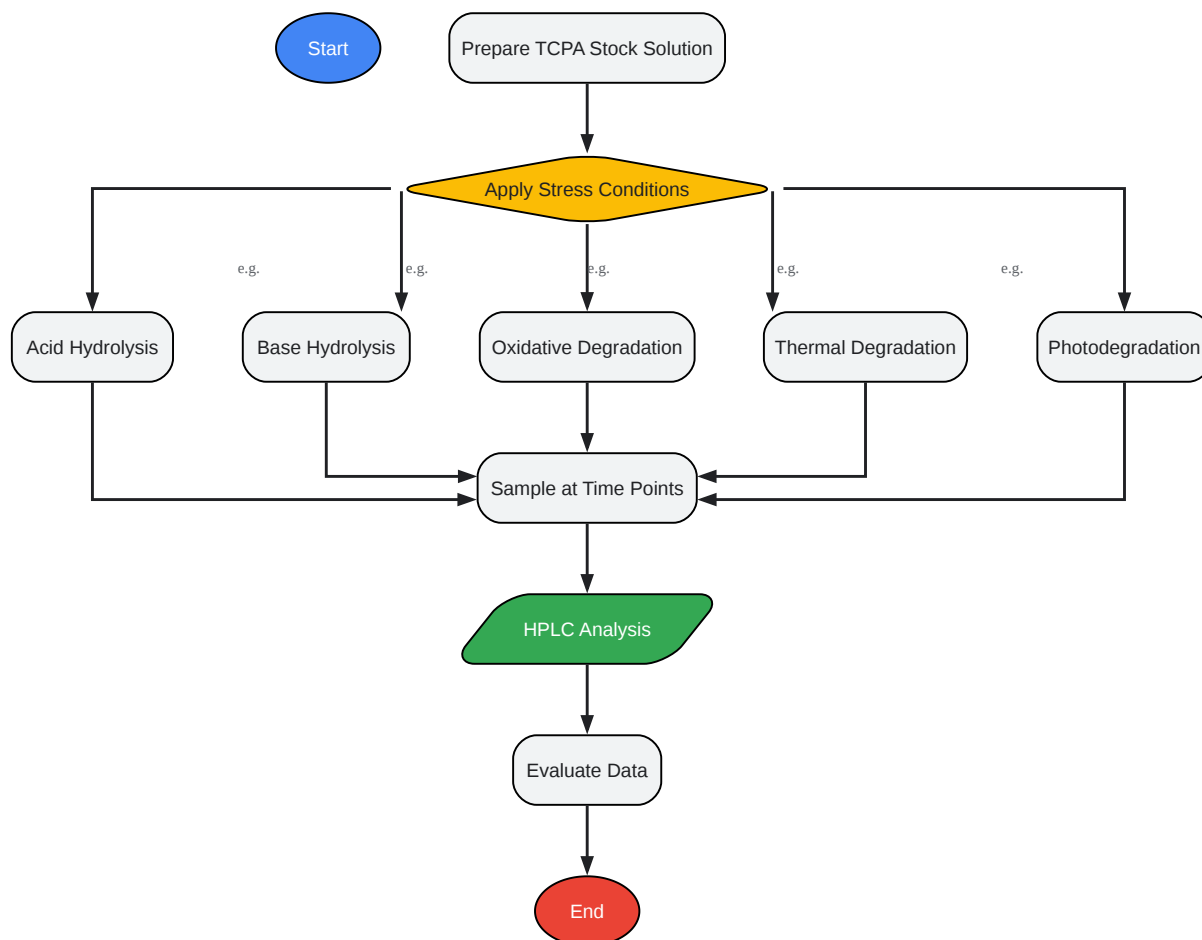 Start
Prepare TCPA Stock Solution
Apply Stress Conditions
e.g.
e.g.
e.g.
e.g.
e.g.
Acid Hydrolysis
Base Hydrolysis
Oxidative Degradation
Thermal Degradation
Photodegradation
Sample at Time Points
HPLC Analysis
Evaluate Data
End